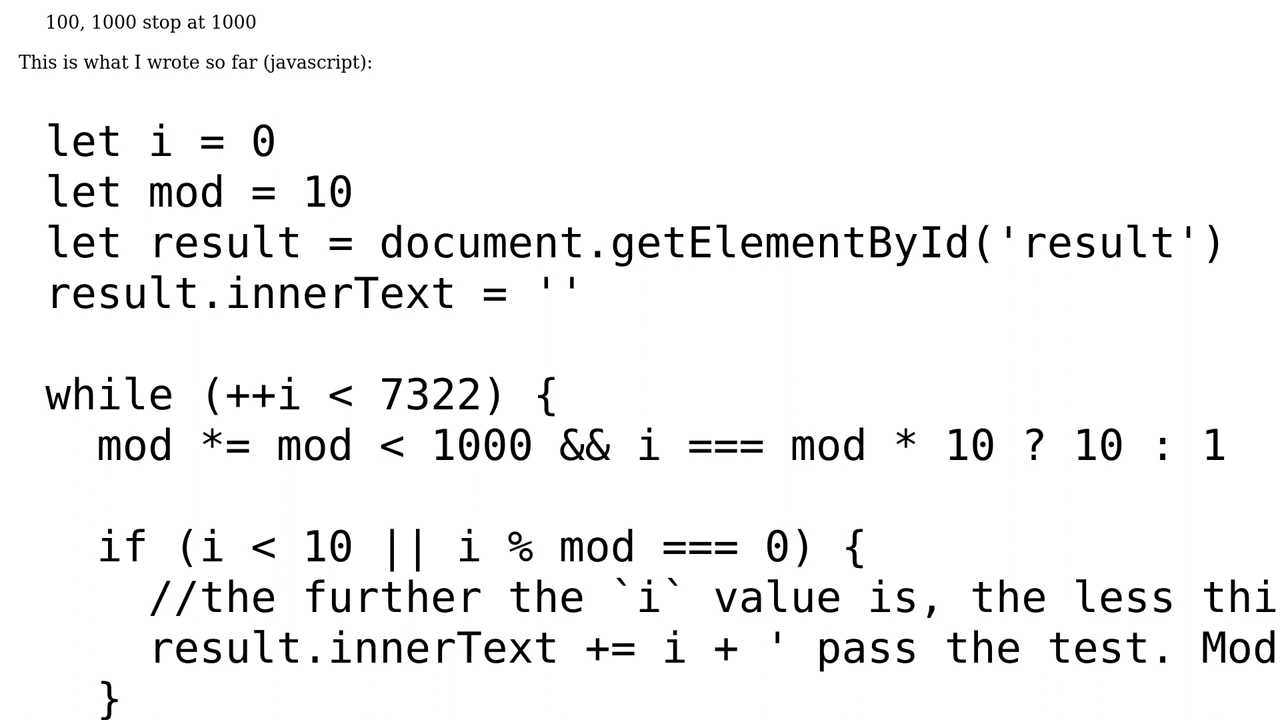 100, 1000 stop at 1000
This is what I wrote so far (javascript):
let i = 0
let mod = 10
let result = document.getElementById('result')
result.innerText = ''
while (++i < 7322) {
mod *= mod < 1000 && i === mod * 10 ? 10 : 1
if (i < 10 || i % mod === 0) {
//the further the `i` value is, the less thi
result.innerText += i + ' pass the test. Mod
}